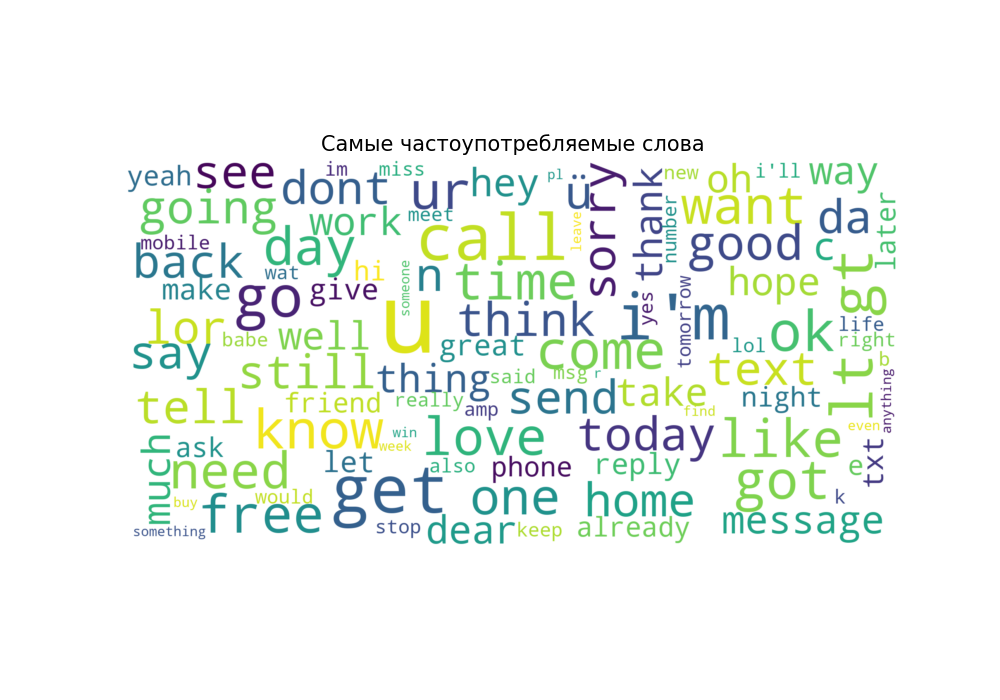 Самые частоупотребляемые слова
yeah see im miss hey pl ü sorry thank new oh i'll way
going dont ur meet leave number want da later
work call good c
mobile day n time hope lt gt
back wat hi someone yes tomorrow
make go give u think i'm ok life
lor babe well great come lol right
say still thing said msg r text b anything
tell friend really amp send take find night even
know win week love today like
much ask let also phone reply got e txt
need get one home k
buy would free stop dear keep already message
something